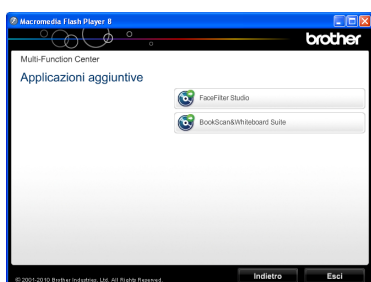 Macromedia Flash Player 8
brother
Multi-Function Center
Applicazioni aggiuntive
FaceFilter Studio
BookScan&Whiteboard Suite
Indietro
Esci
© 2001-2010 Brother Industries, Ltd. All Rights Reserved.